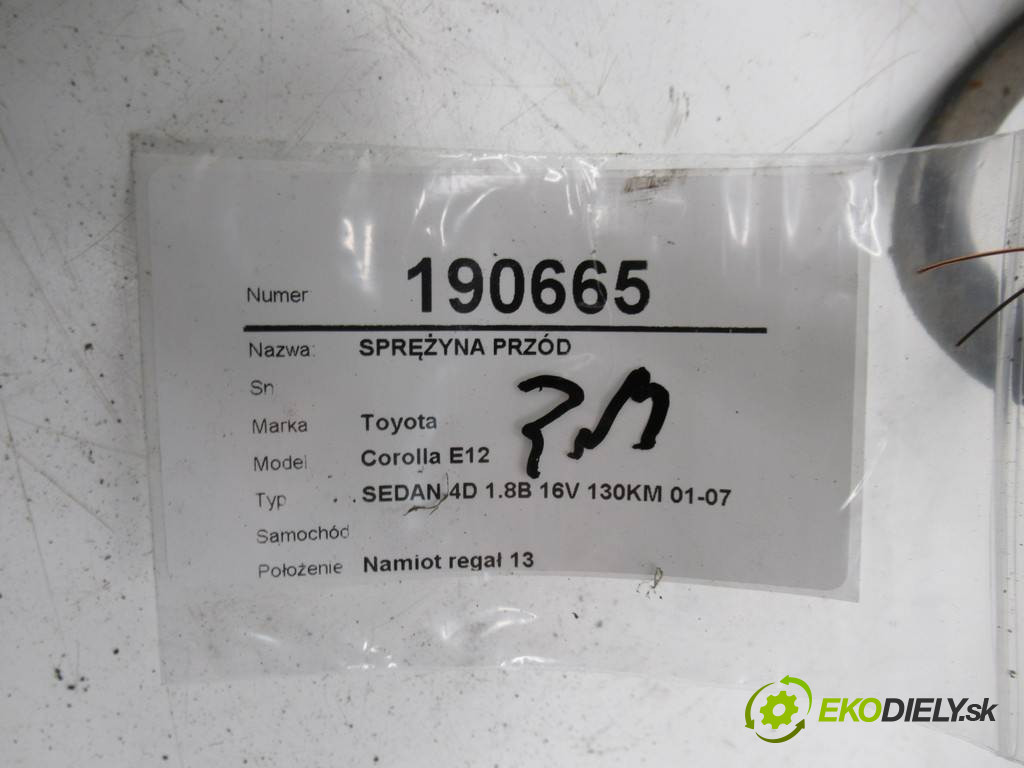 Numer 190665
Nazwa: SPRĘŻYNA PRZÓD
Sn
Marka Toyota
Model Corolla E12
Typ SEDAN 4D 1.8B 16V 130KM 01-07
Samochód
Położenie Namiot regał 13
EKODIELY.sk